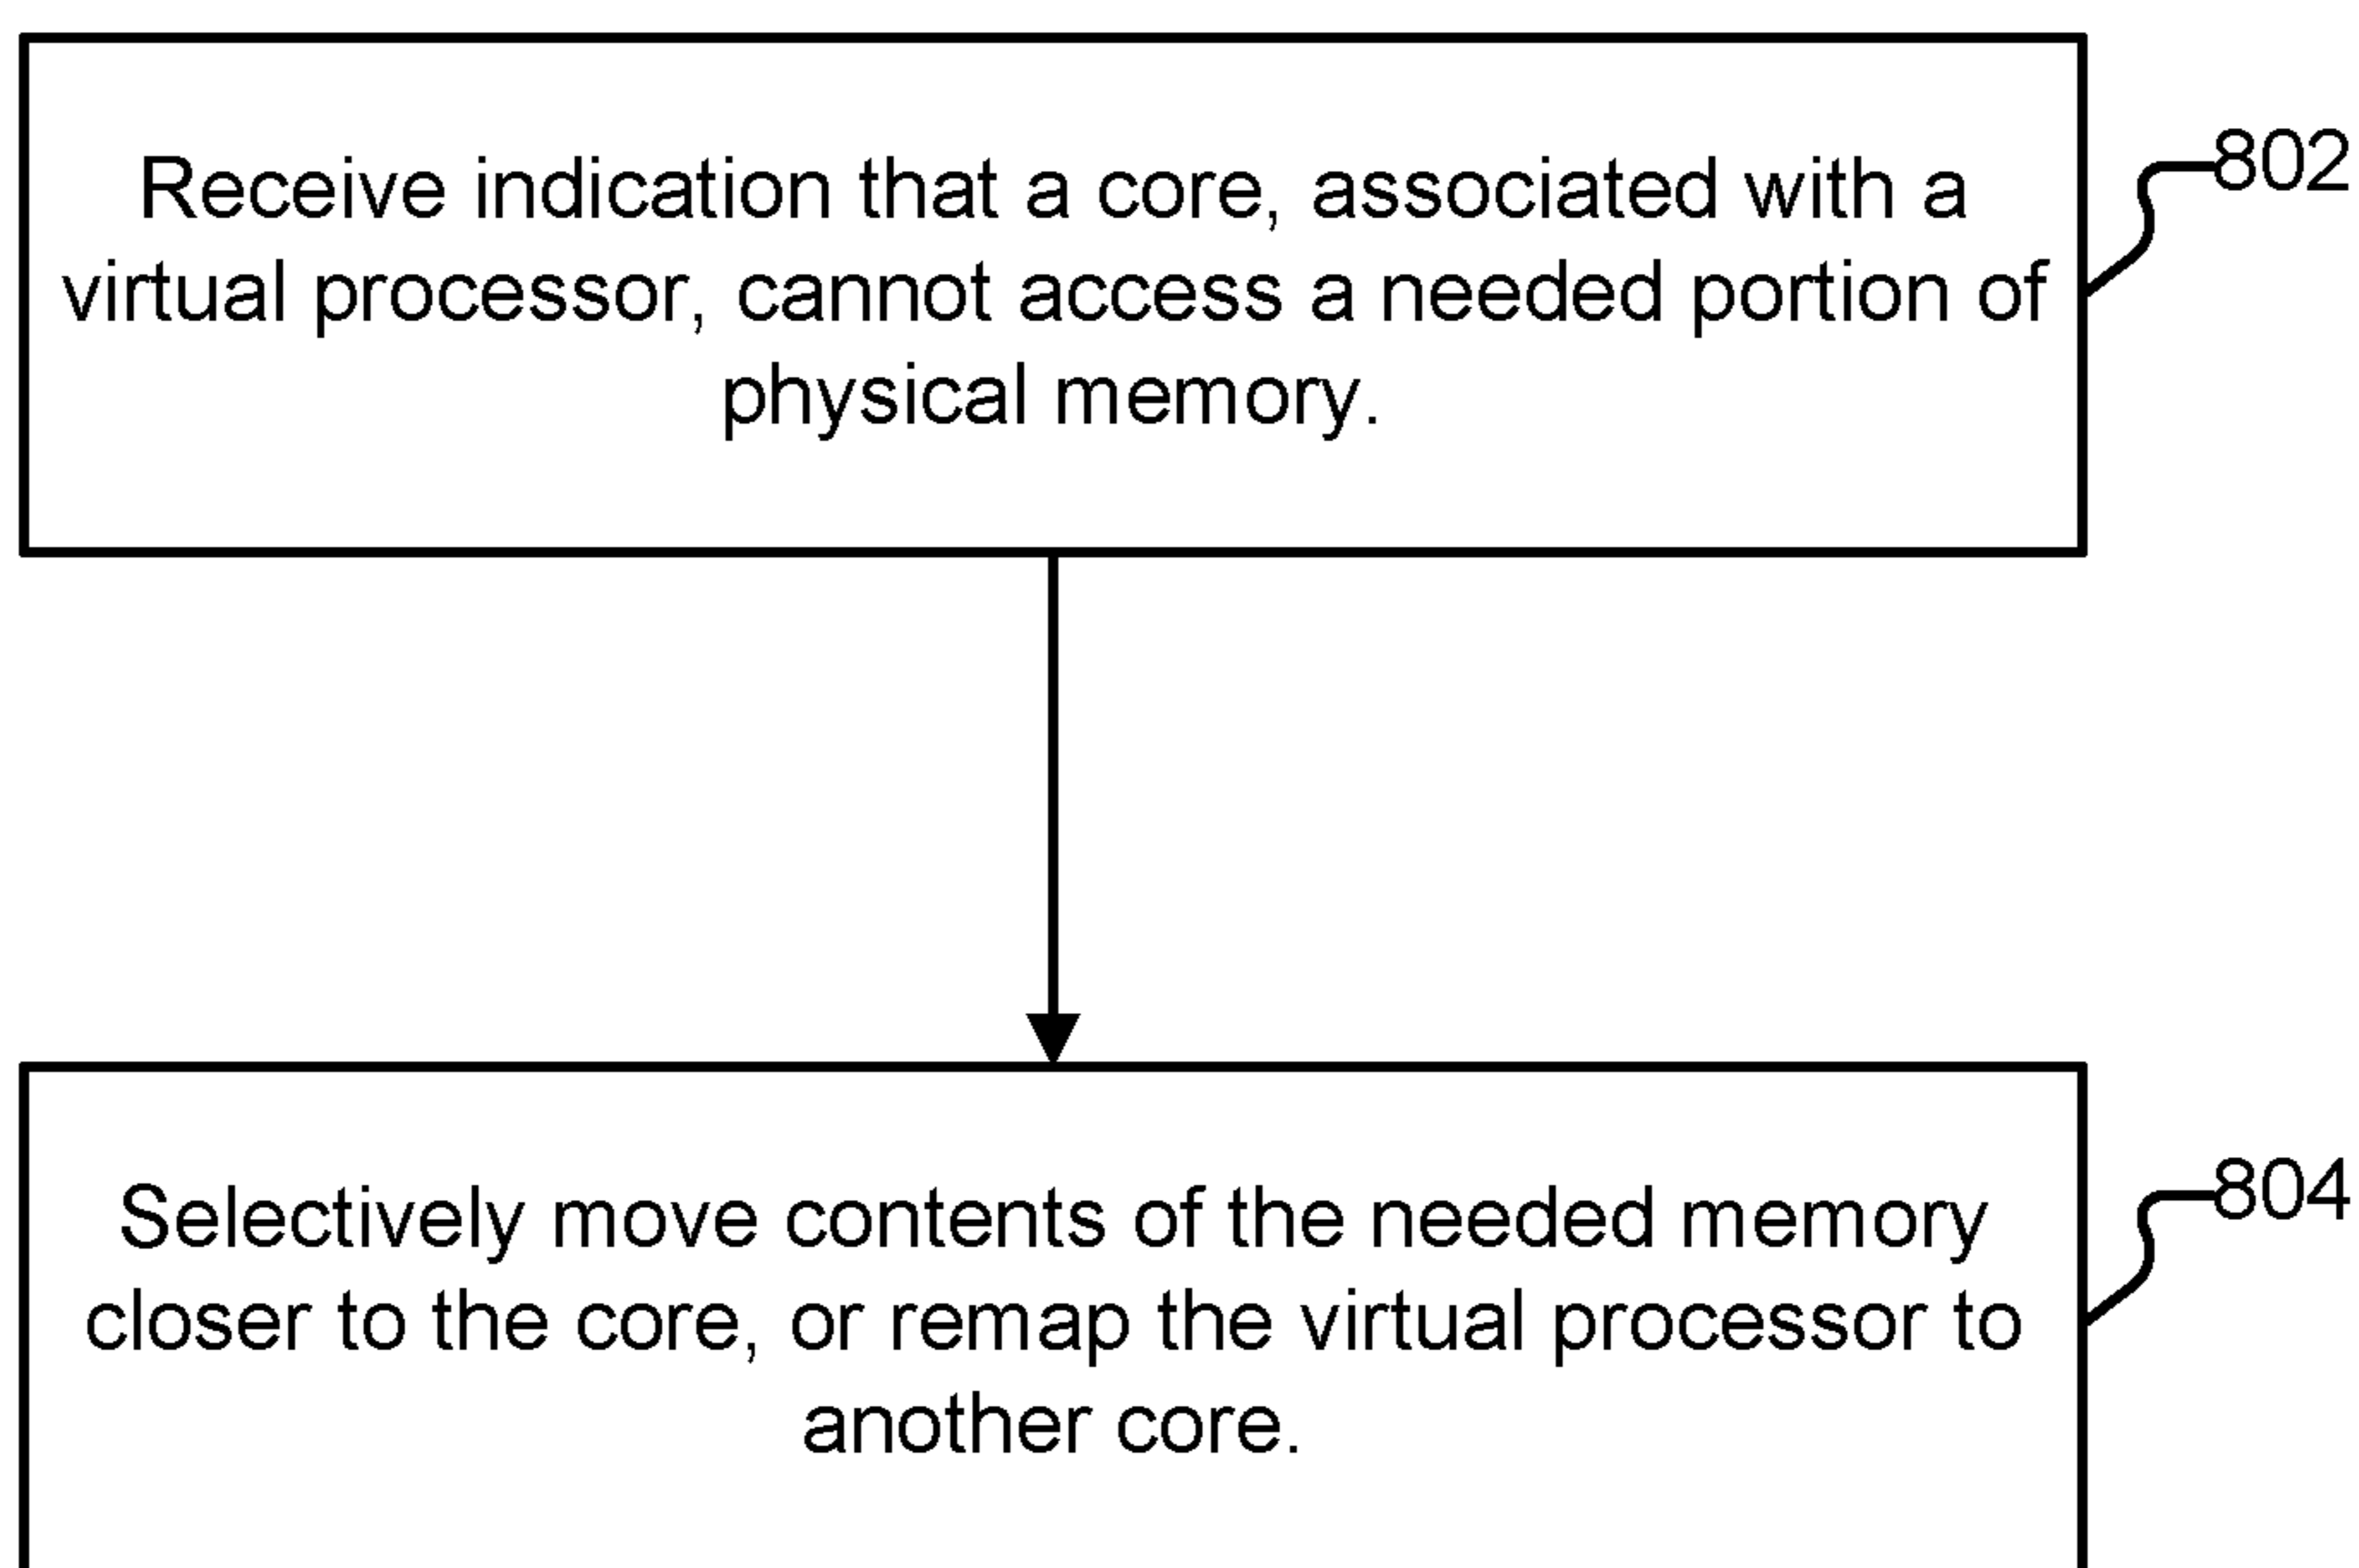 Receive indication that a core, associated with a
virtual processor, cannot access a needed portion of
physical memory.
802
Selectively move contents of the needed memory
closer to the core, or remap the virtual processor to
another core.
804